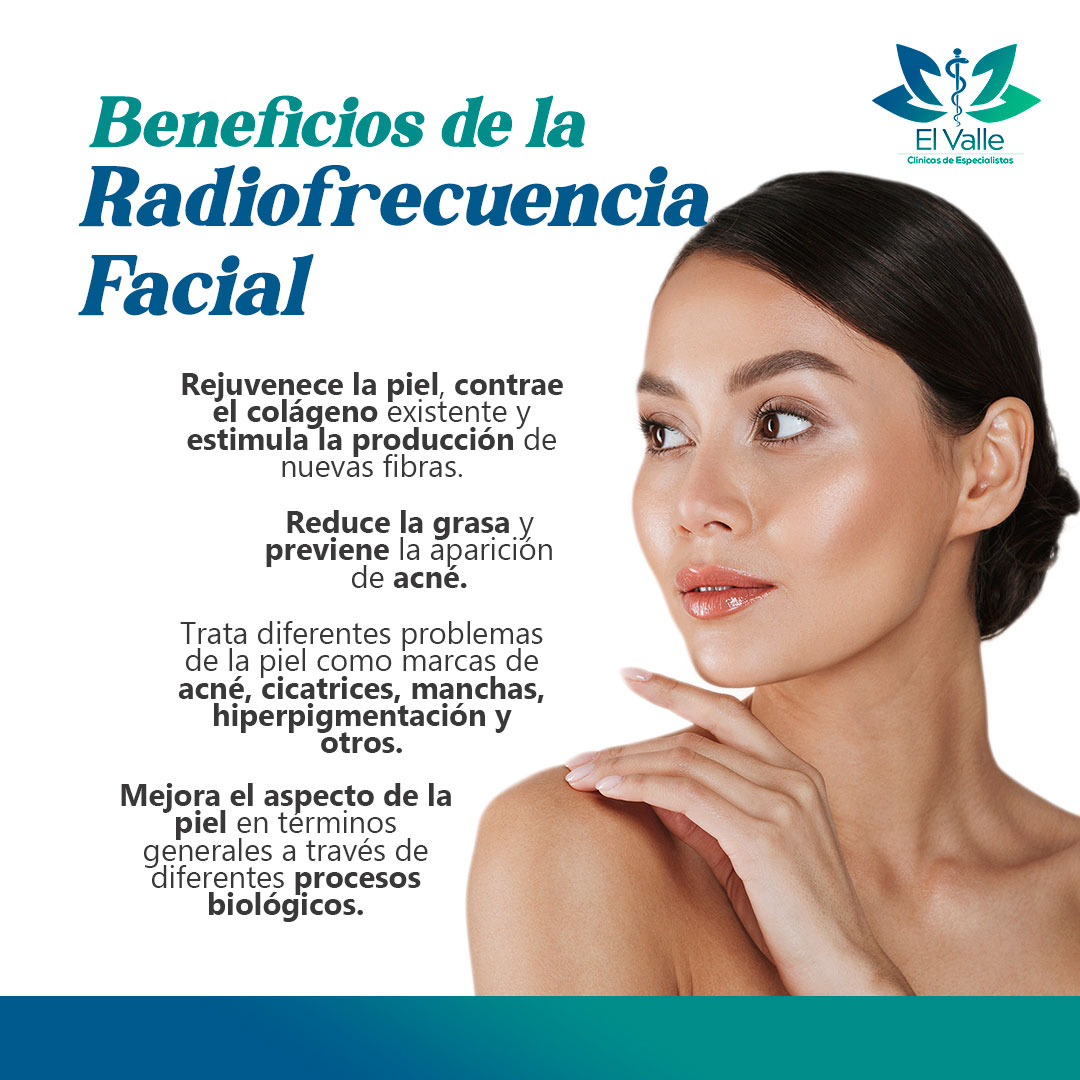 Beneficios de la
Radiofrecuencia
Facial
El Valle
Clínicas de Especialistas
Rejuvenece la piel, contrae
el colágeno existente y
estimula la producción de
nuevas fibras.
Reduce la grasa y
previene la aparición
de acné.
Trata diferentes problemas
de la piel como marcas de
acné, cicatrices, manchas,
hiperpigmentación y
otros.
Mejora el aspecto de la
piel en términos
generales a través de
diferentes procesos
biológicos.